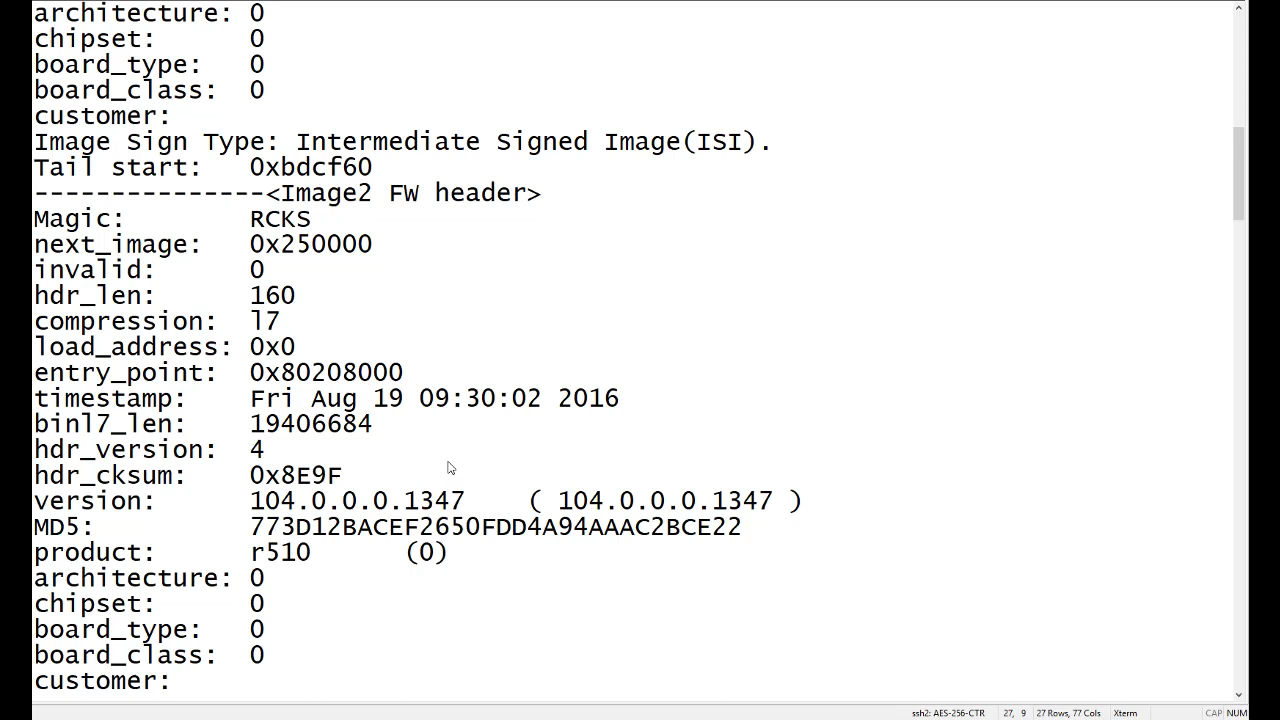 architecture: 0
chipset:      0
board_type:   0
board_class:  0
customer:
Image Sign Type: Intermediate Signed Image(ISI).
Tail start:   0xbdcf60
---------------<Image2 FW header>
Magic:        RCKS
next_image:   0x250000
invalid:      0
hdr_len:      160
compression:  l7
load_address: 0x0
entry_point:  0x80208000
timestamp:    Fri Aug 19 09:30:02 2016
binl7_len:    19406684
hdr_version:  4
hdr_cksum:    0x8E9F
version:      104.0.0.0.1347    ( 104.0.0.0.1347 )
MD5:          773D12BACEF2650FDD4A94AAAC2BCE22
product:      r510      (0)
architecture: 0
chipset:      0
board_type:   0
board_class:  0
customer:
ssh2: AES-256-CTR    27, 9    27 Rows, 77 Cols    Xterm    CAP NUM